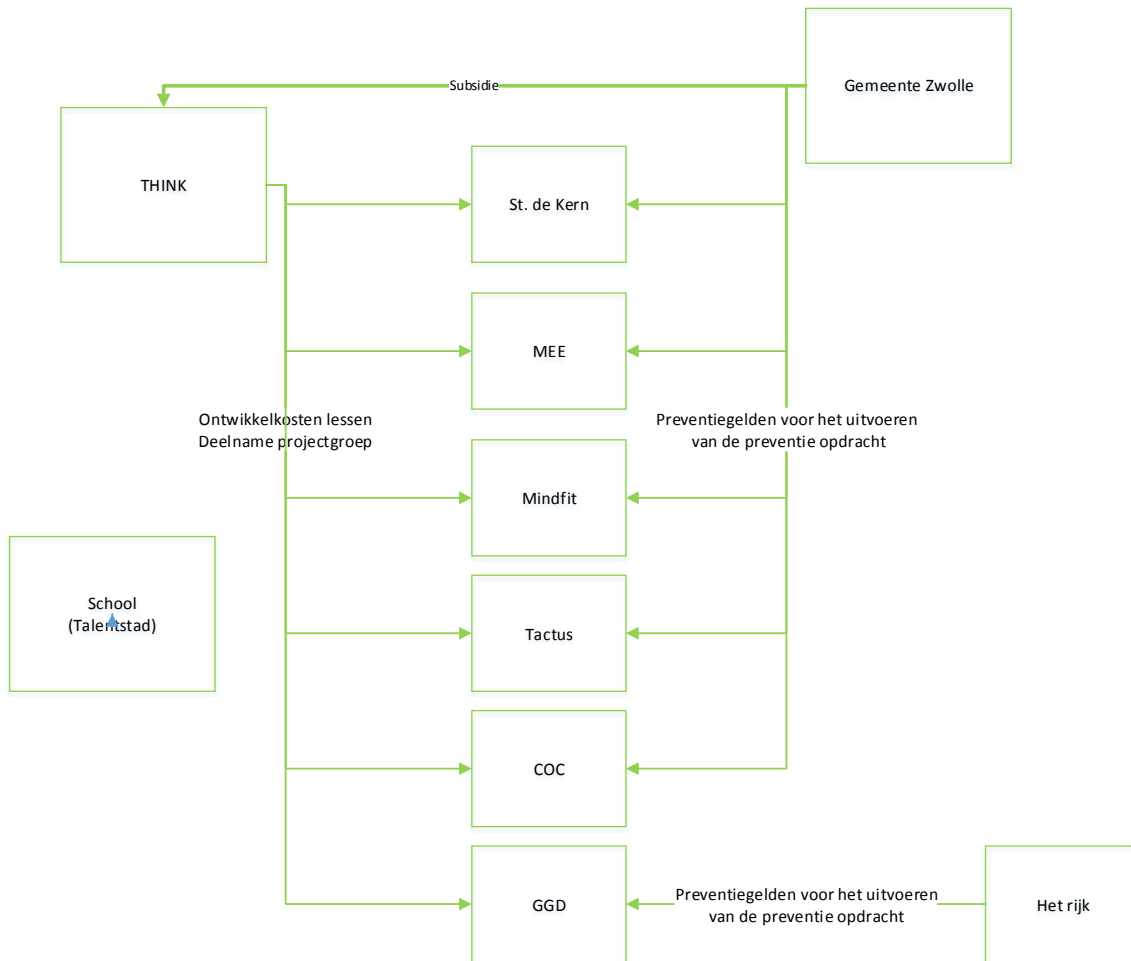 Gemeente Zwolle
Subsidie
THINK
St. de Kern
MEE
Ontwikkelkosten lessen
Deelname projectgroep
Preventiegelden voor het uitvoeren
van de preventie opdracht
Mindfit
School
(Talentstad)
Tactus
COC
GGD
Preventiegelden voor het uitvoeren
van de preventie opdracht
Het rijk